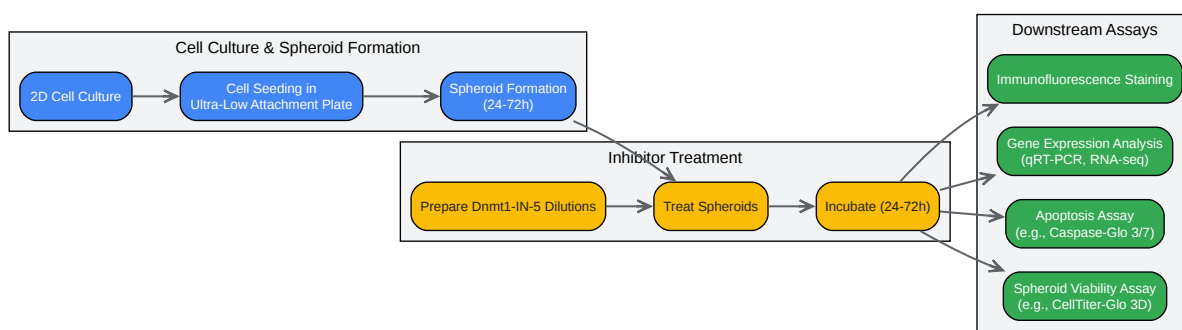 Cell Culture & Spheroid Formation
2D Cell Culture
Cell Seeding in
Ultra-Low Attachment Plate
Spheroid Formation
(24-72h)
Inhibitor Treatment
Prepare Dnmt1-IN-5 Dilutions
Treat Spheroids
Incubate (24-72h)
Downstream Assays
Immunofluorescence Staining
Gene Expression Analysis
(qRT-PCR, RNA-seq)
Apoptosis Assay
(e.g., Caspase-Glo 3/7)
Spheroid Viability Assay
(e.g., CellTiter-Glo 3D)